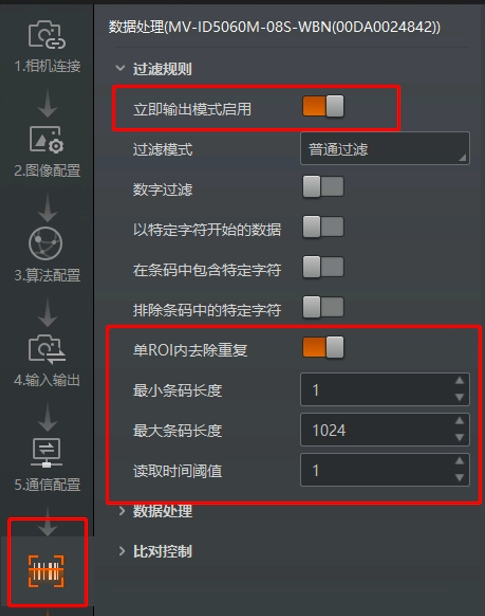 数据处理(MV-ID5060M-08S-WBN(00DA0024842))
过滤规则
1.相机连接
立即输出模式启用
过滤模式
普通过滤
2.图像配置
数字过滤
以特定字符开始的数据
3.算法配置
在条码中包含特定字符
排除条码中的特定字符
单ROI内去除重复
4.输入输出
最小条码长度
1
最大条码长度
1024
读取时间阈值
1
5.通信配置
数据处理
比对控制